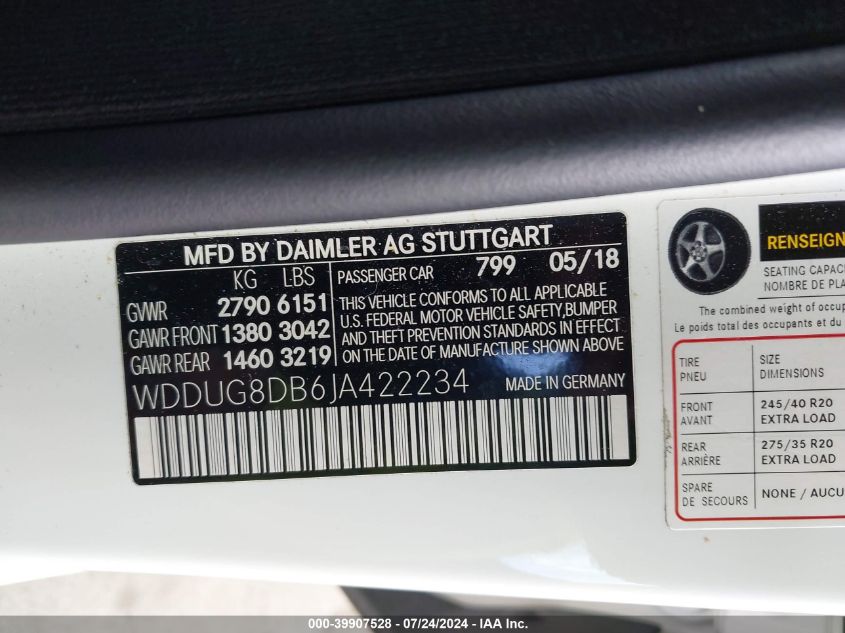 MFD BY DAIMLER AG STUTTGART
KG LBS
GVWR 2790 6151
GAWR FRONT 1380 3042
GAWR REAR 1460 3219
PASSENGER CAR 799 05/18
THIS VEHICLE CONFORMS TO ALL APPLICABLE
U.S. FEDERAL MOTOR VEHICLE SAFETY, BUMPER
AND THEFT PREVENTION STANDARDS IN EFFECT
ON THE DATE OF MANUFACTURE SHOWN ABOVE
WDDUG8DB6JA422234 MADE IN GERMANY
RENSEIGN
SEATING CAPAC
NOMBRE DE PLA
The combined weight of occup
Le poids total des occupants et du
TIRE SIZE
PNEU DIMENSIONS
FRONT 245/40 R20
AVANT EXTRA LOAD
REAR 275/35 R20
ARRIÈRE EXTRA LOAD
SPARE NONE / AUCU
DE SECOURS
000-39907528 - 07/24/2024 - IAA Inc.